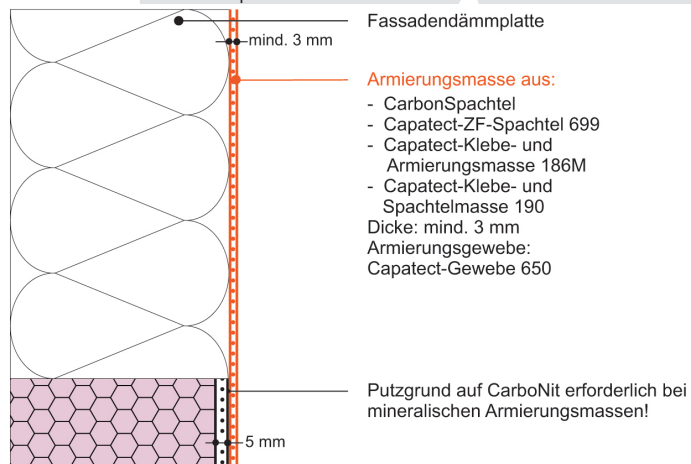 Fassadendämmplatte
mind. 3 mm
Armierungsmasse aus:
- CarbonSpachtel
- Capatect-ZF-Spachtel 699
- Capatect-Klebe- und
Armierungsmasse 186M
- Capatect-Klebe- und
Spachtelmasse 190
Dicke: mind. 3 mm
Armierungsgewebe:
Capatect-Gewebe 650
Putzgrund auf CarboNit erforderlich bei
mineralischen Armierungsmassen!
5 mm